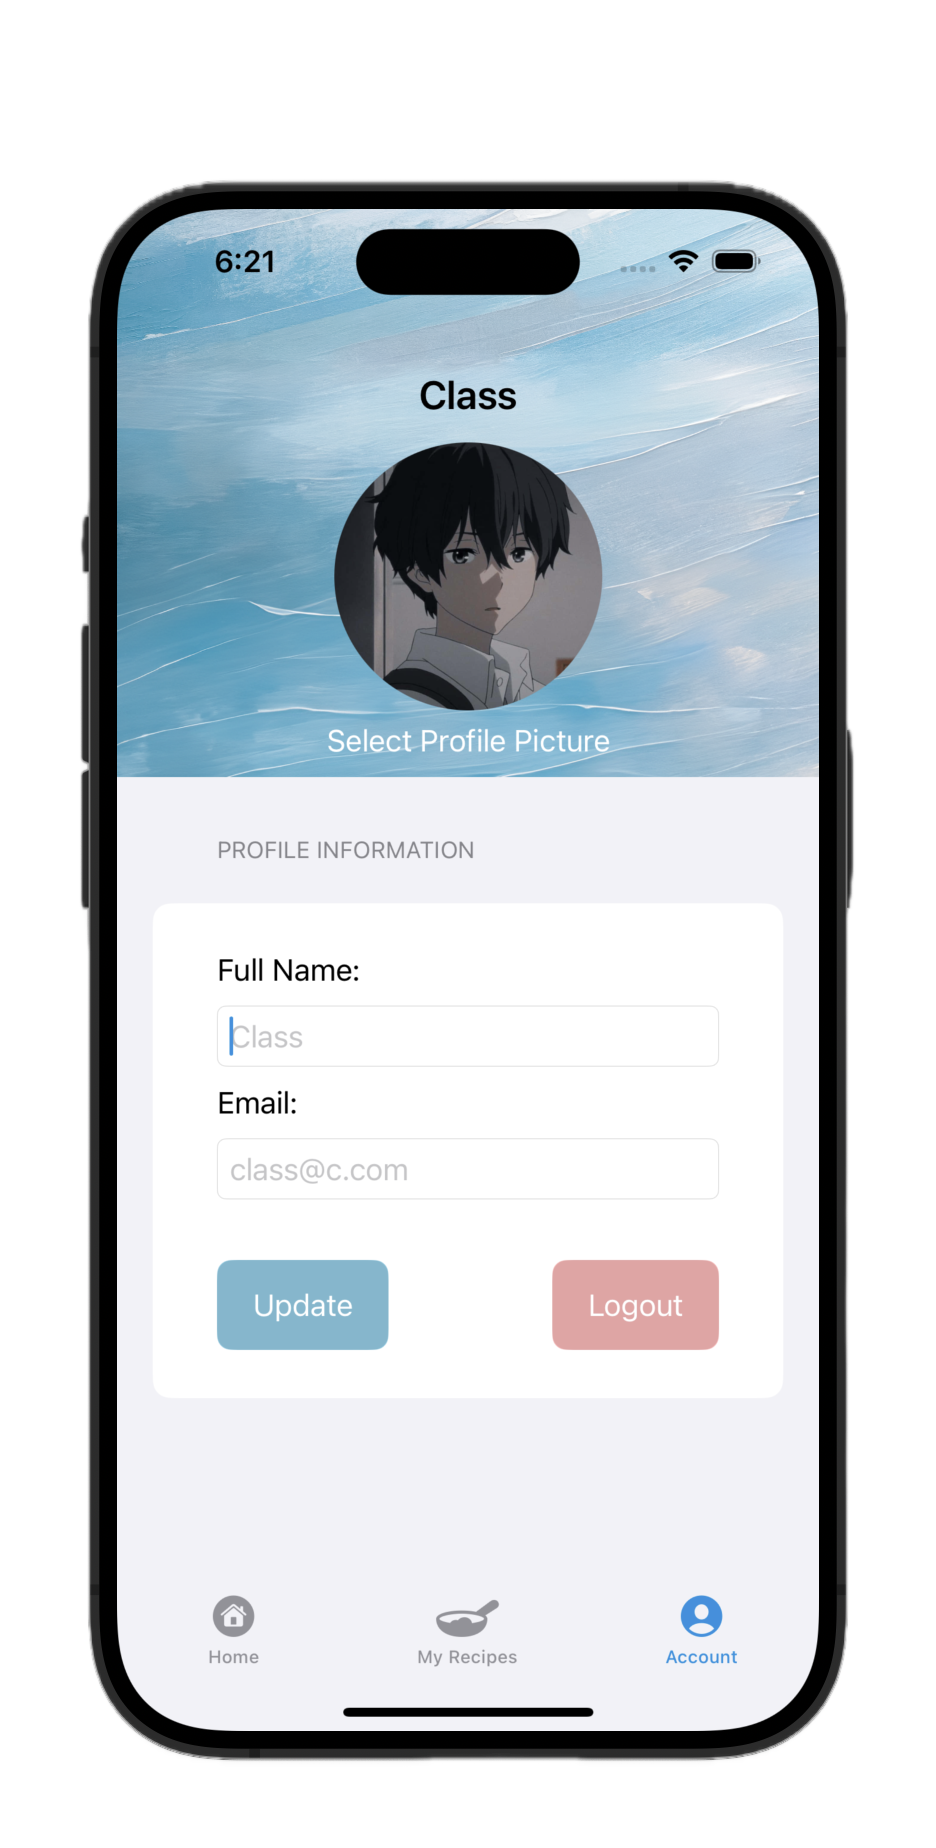 6:21
Class
Select Profile Picture
PROFILE INFORMATION
Full Name:
Class
Email:
class@c.com
Update Logout
Home My Recipes Account